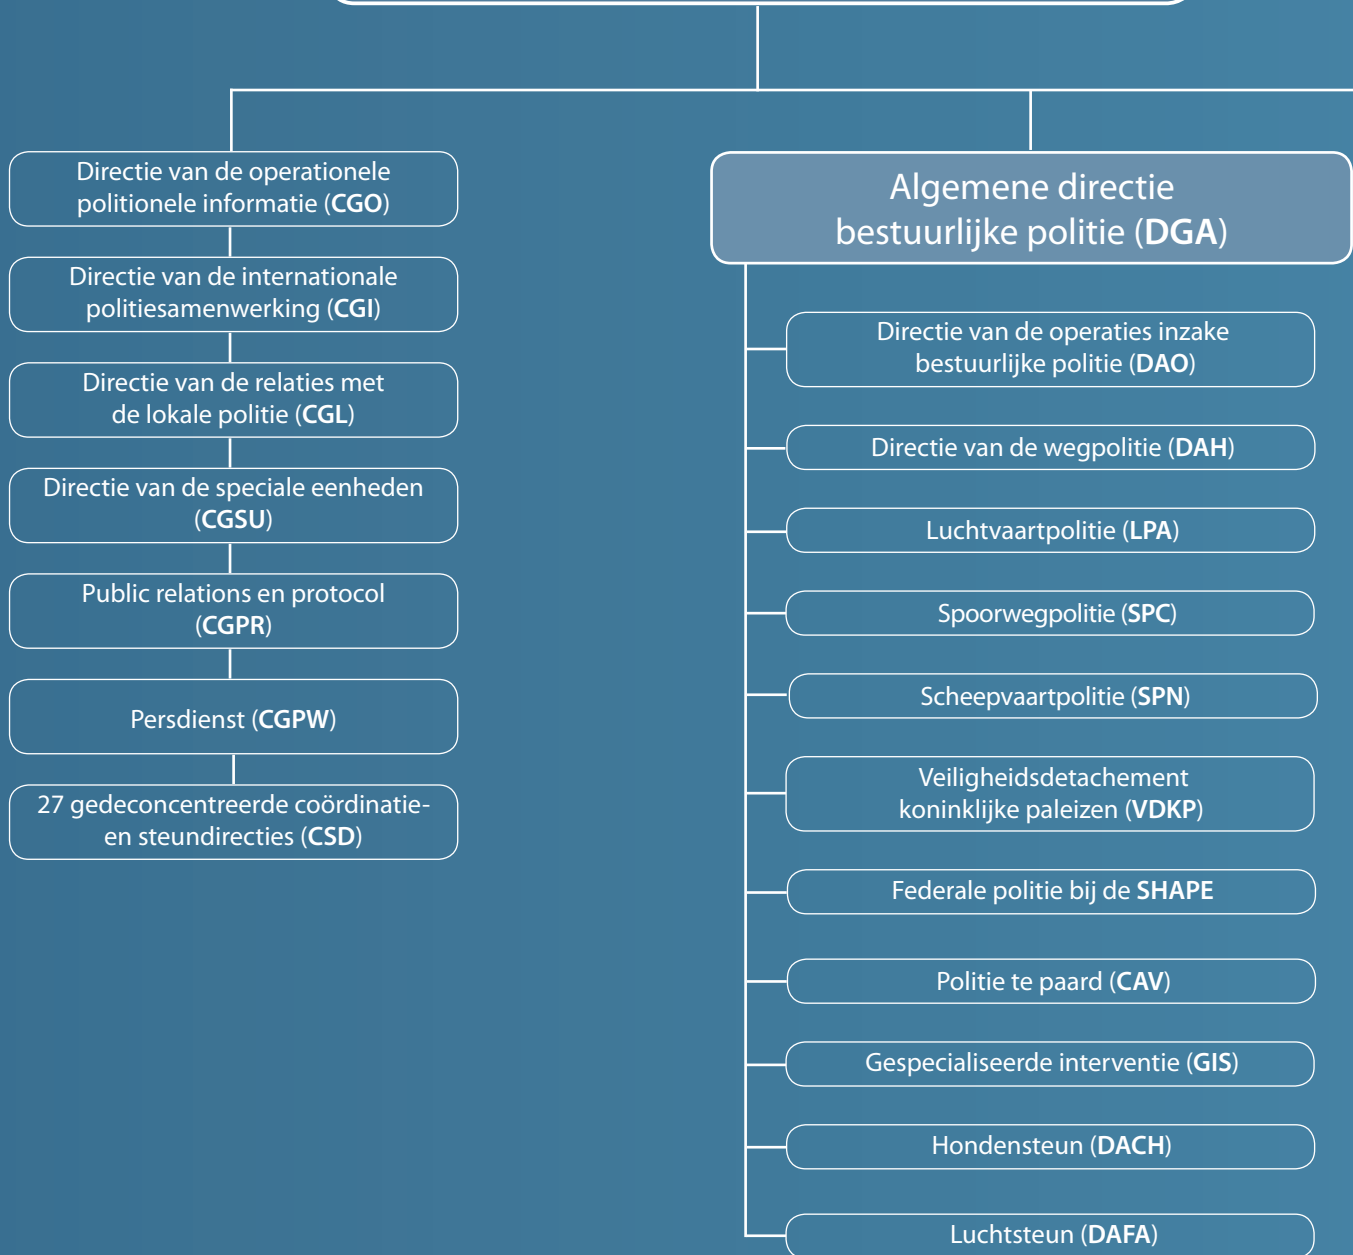 Directie van de operationele
politionele informatie (CGO)
Directie van de internationale
politiesamenwerking (CGI)
Directie van de relaties met
de lokale politie (CGL)
Directie van de speciale eenheden
(CGSU)
Public relations en protocol
(CGPR)
Persdienst (CGPW)
27 gedeconcentreerde coördinatie-
en steundirecties (CSD)
Algemene directie
bestuurlijke politie (DGA)
Directie van de operaties inzake
bestuurlijke politie (DAO)
Directie van de wegpolitie (DAH)
Luchtvaartpolitie (LPA)
Spoorwegpolitie (SPC)
Scheepvaartpolitie (SPN)
Veiligheidsdetachement
koninklijke paleizen (VDKP)
Federale politie bij de SHAPE
Politie te paard (CAV)
Gespecialiseerde interventie (GIS)
Hondensteun (DACH)
Luchtsteun (DAFA)